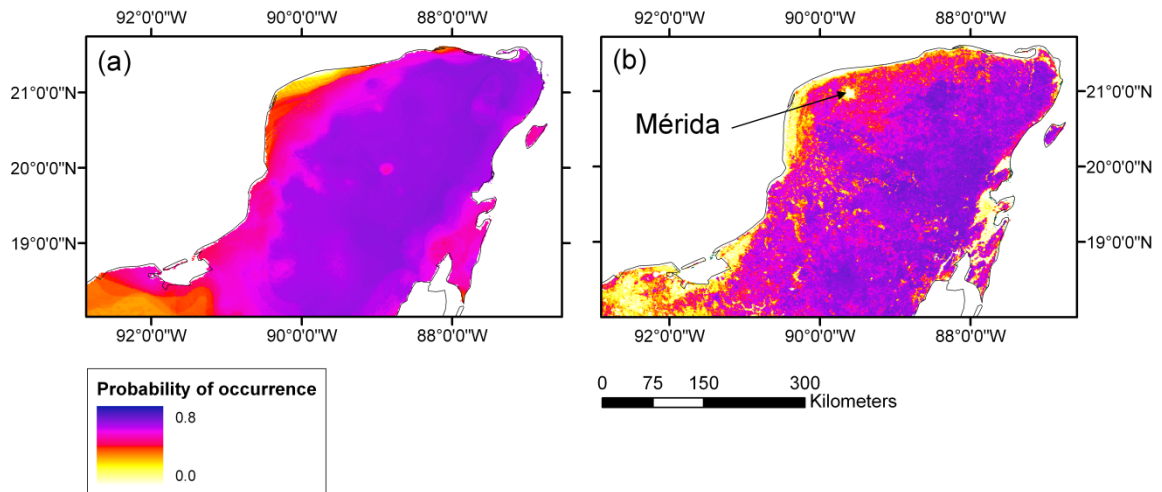 92°0'0"W 90°0'0"W 88°0'0"W 92°0'0"W 90°0'0"W 88°0'0"W
(a) (b)
21°0'0"N 21°0'0"N
Mérida
20°0'0"N 20°0'0"N
19°0'0"N 19°0'0"N
92°0'0"W 90°0'0"W 88°0'0"W 92°0'0"W 90°0'0"W 88°0'0"W
Probability of occurrence
0.8
0.0
0 75 150 300
Kilometers